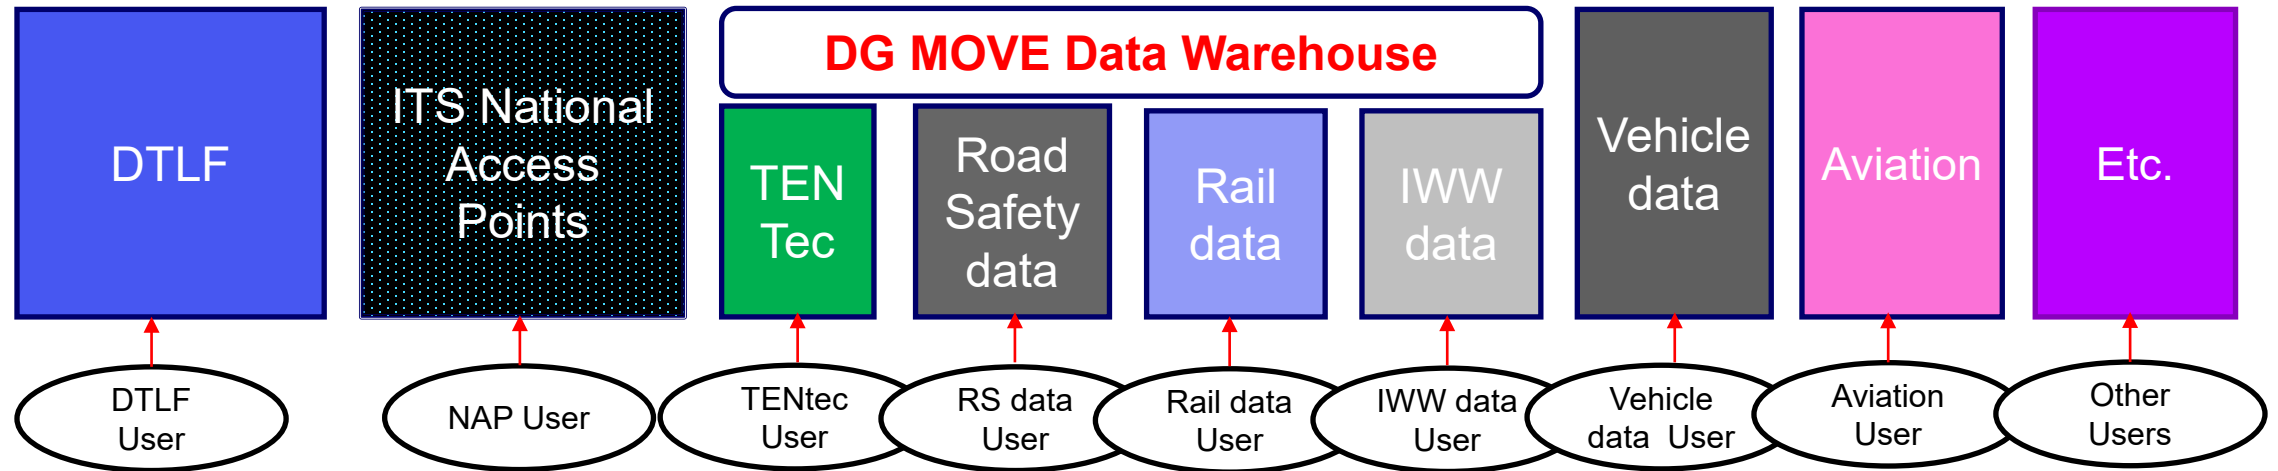 DTLF
ITS National
Access
Points
DG MOVE Data Warehouse
TEN
Tec
Road
Safety
data
Rail
data
IWW
data
Vehicle
data
Aviation
Etc.
DTLF
User
NAP User
TENtec
User
RS data
User
Rail data
User
IWW data
User
Vehicle
data User
Aviation
User
Other
Users